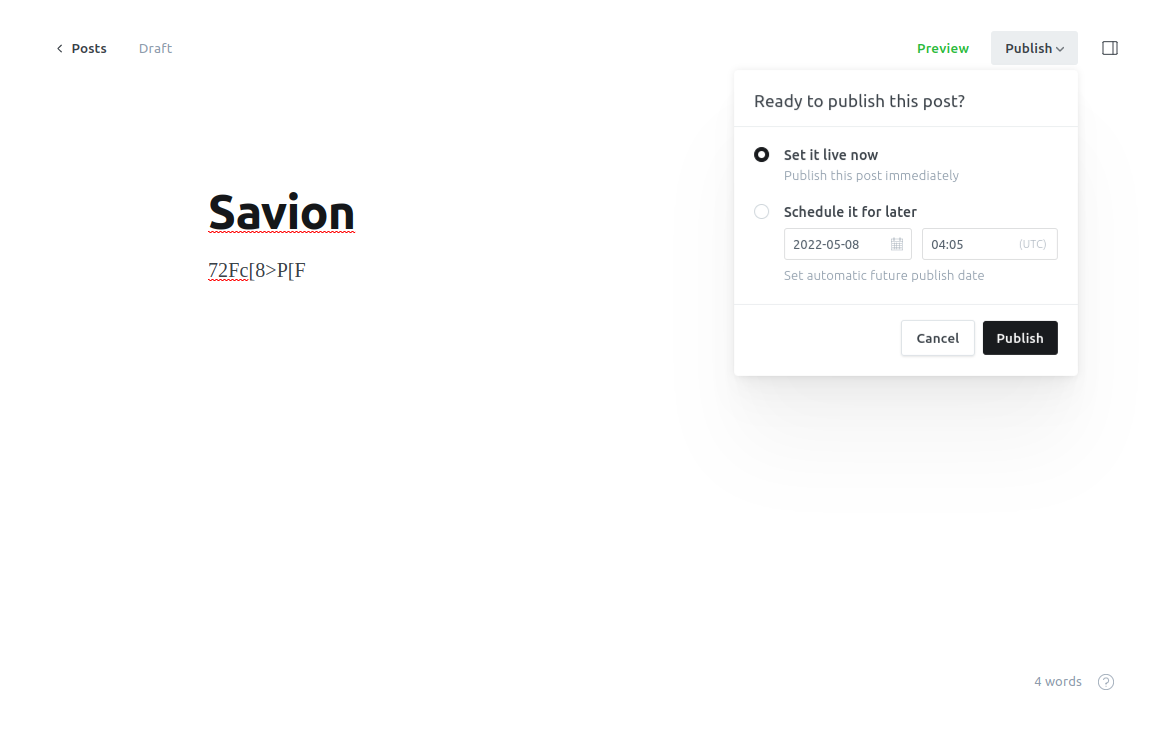 Posts Draft Preview Publish
Ready to publish this post?
Set it live now
Publish this post immediately
Schedule it for later
2022-05-08 04:05 (UTC)
Set automatic future publish date
Cancel Publish
Savion
72Fc[8>P[F
4 words ?